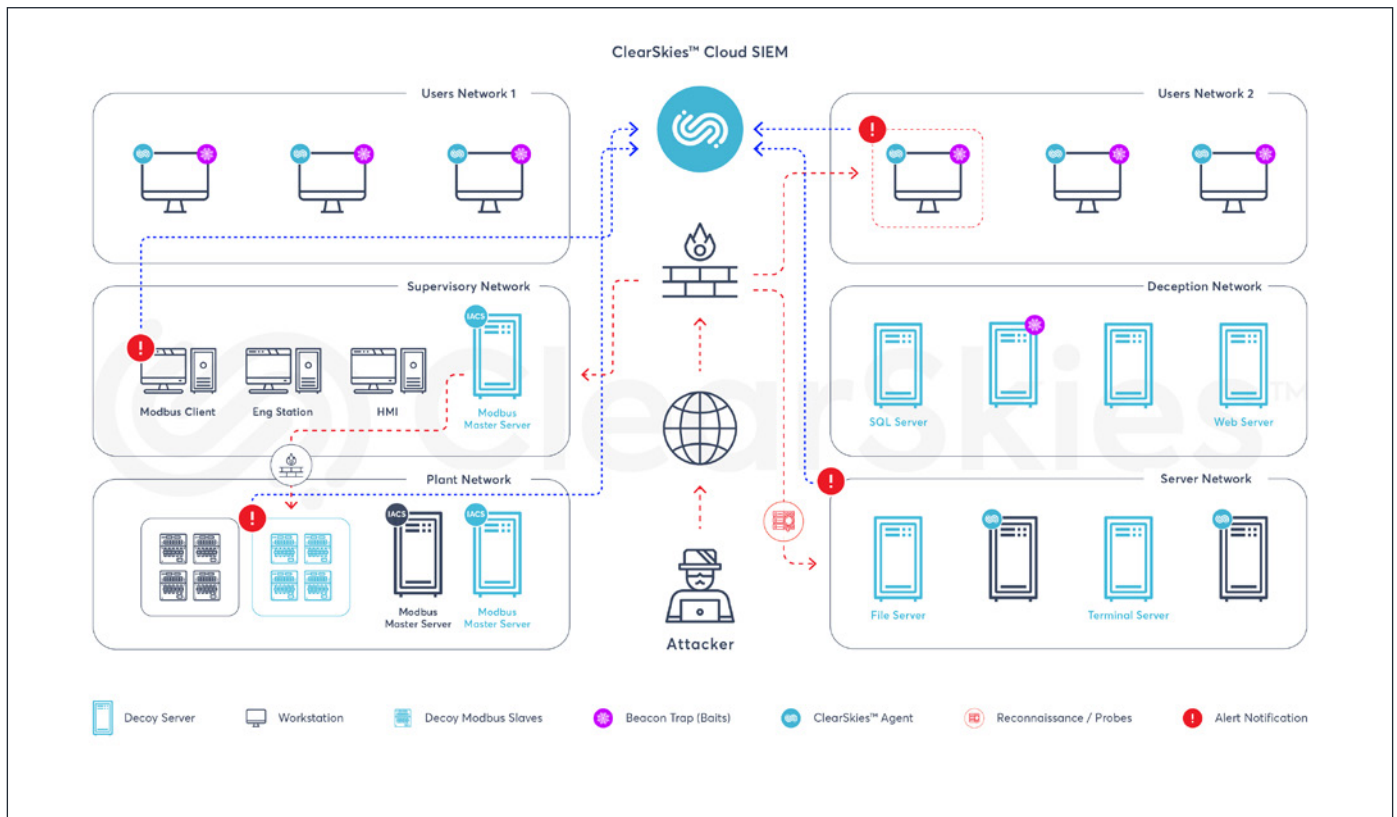 ClearSkies™ Cloud SIEM
Users Network 1
Users Network 2
Supervisory Network
IACS
Modbus Client
Eng Station
HMI
Modbus
Master Server
Deception Network
SQL Server
Web Server
ClearSkies™
Plant Network
IACS
IACS
Modbus
Master Server
Modbus
Master Server
Server Network
File Server
Terminal Server
Attacker
Decoy Server
Workstation
Decoy Modbus Slaves
Beacon Trap (Baits)
ClearSkies™ Agent
Reconnaissance / Probes
Alert Notification